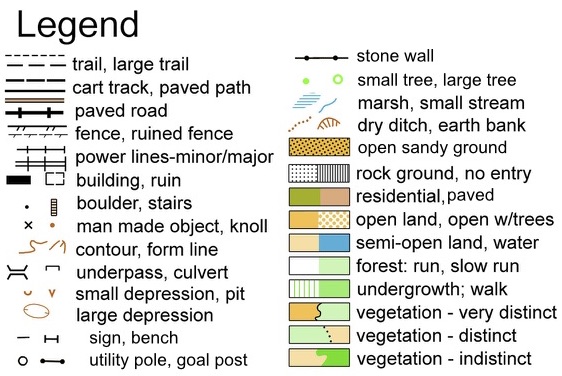 Legend
trail, large trail
cart track, paved path
paved road
fence, ruined fence
power lines-minor/major
building, ruin
boulder, stairs
man made object, knoll
contour, form line
underpass, culvert
small depression, pit
large depression
sign, bench
utility pole, goal post
stone wall
small tree, large tree
marsh, small stream
dry ditch, earth bank
open sandy ground
rock ground, no entry
residential, paved
open land, open w/trees
semi-open land, water
forest: run, slow run
undergrowth; walk
vegetation - very distinct
vegetation - distinct
vegetation - indistinct